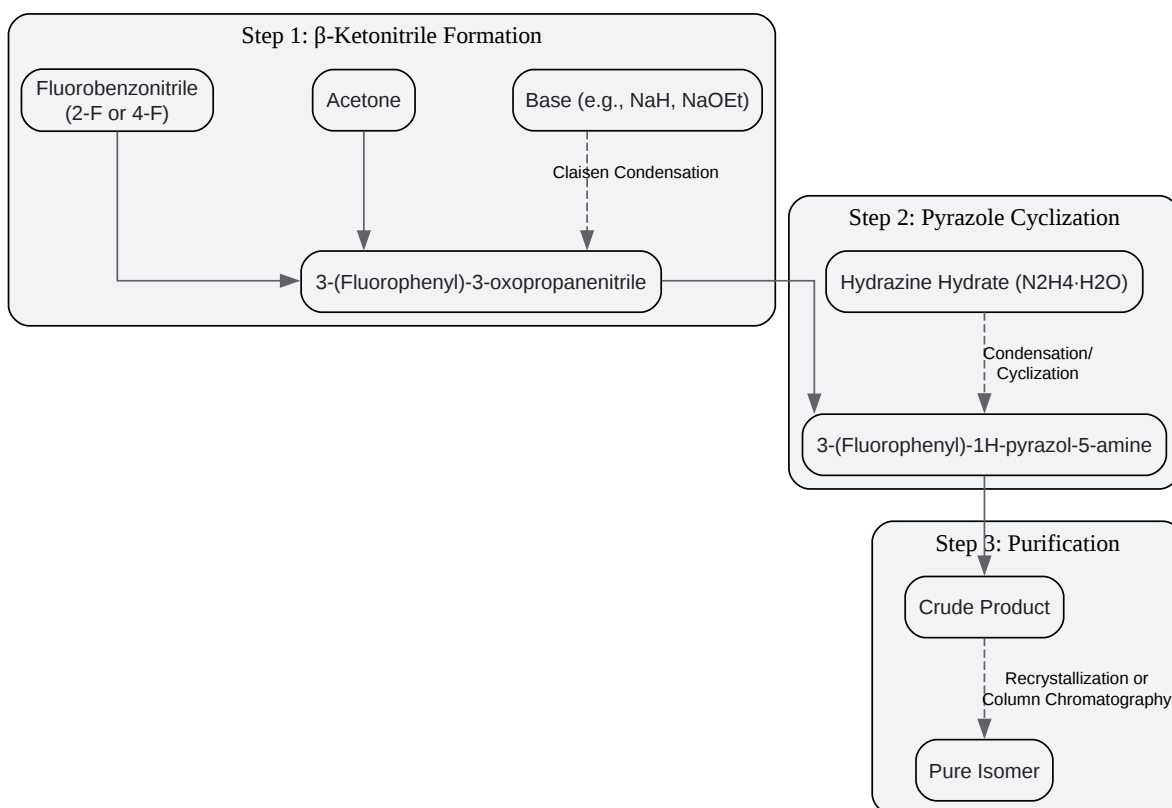 Step 1: β-Ketonitrile Formation
Fluorobenzonitrile
(2-F or 4-F)
Acetone
Base (e.g., NaH, NaOEt)
Claisen Condensation
3-(Fluorophenyl)-3-oxopropanenitrile
Step 2: Pyrazole Cyclization
Hydrazine Hydrate (N2H4·H2O)
Condensation/
Cyclization
3-(Fluorophenyl)-1H-pyrazol-5-amine
Step 3: Purification
Crude Product
Recrystallization or
Column Chromatography
Pure Isomer